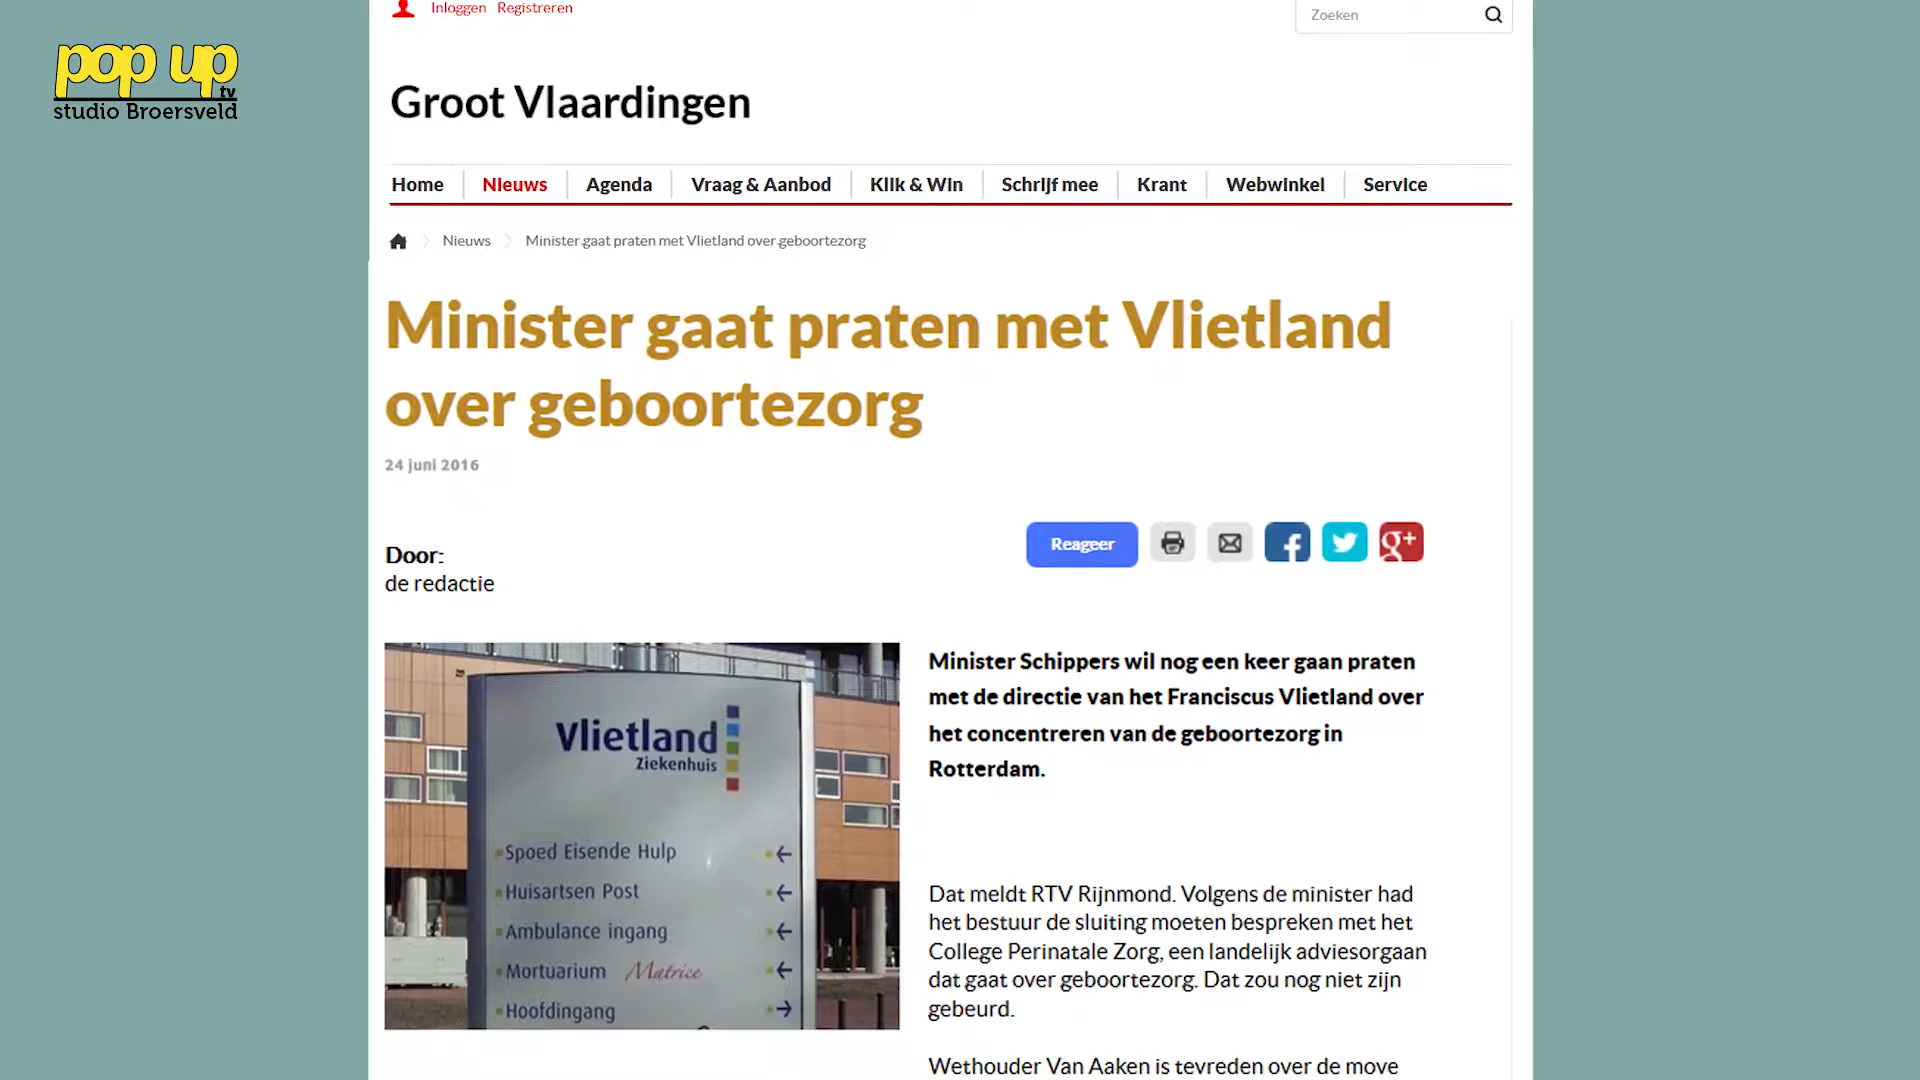 Inloggen Registreren
Zoeken
pop up
tv
studio Broersveld
Groot Vlaardingen
Home Nieuws Agenda Vraag & Aanbod Klik & Win Schrijf mee Krant Webwinkel Service
Nieuws Minister gaat praten met Vlietland over geboortezorg
Minister gaat praten met Vlietland
over geboortezorg
24 juni 2016
Door:
de redactie
Reageer
g+
Vlietland
Ziekenhuis
Spoed Eisende Hulp
Huisartsen Post
Ambulance ingang
Mortuarium Matrice
Hoofdingang
Minister Schippers wil nog een keer gaan praten
met de directie van het Franciscus Vlietland over
het concentreren van de geboortezorg in
Rotterdam.
Dat meldt RTV Rijnmond. Volgens de minister had
het bestuur de sluiting moeten bespreken met het
College Perinatale Zorg, een landelijk adviesorgaan
dat gaat over geboortezorg. Dat zou nog niet zijn
gebeurd.
Wethouder Van Aaken is tevreden over de move